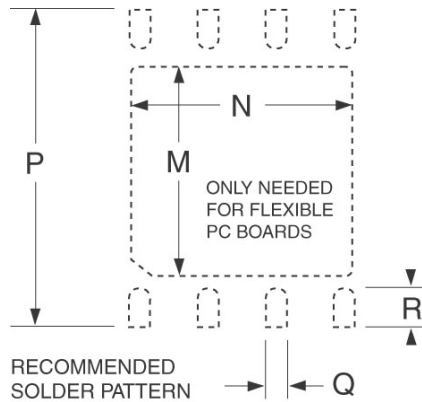 N
P
M
ONLY NEEDED
FOR FLEXIBLE
PC BOARDS
R
RECOMMENDED
SOLDER PATTERN
Q